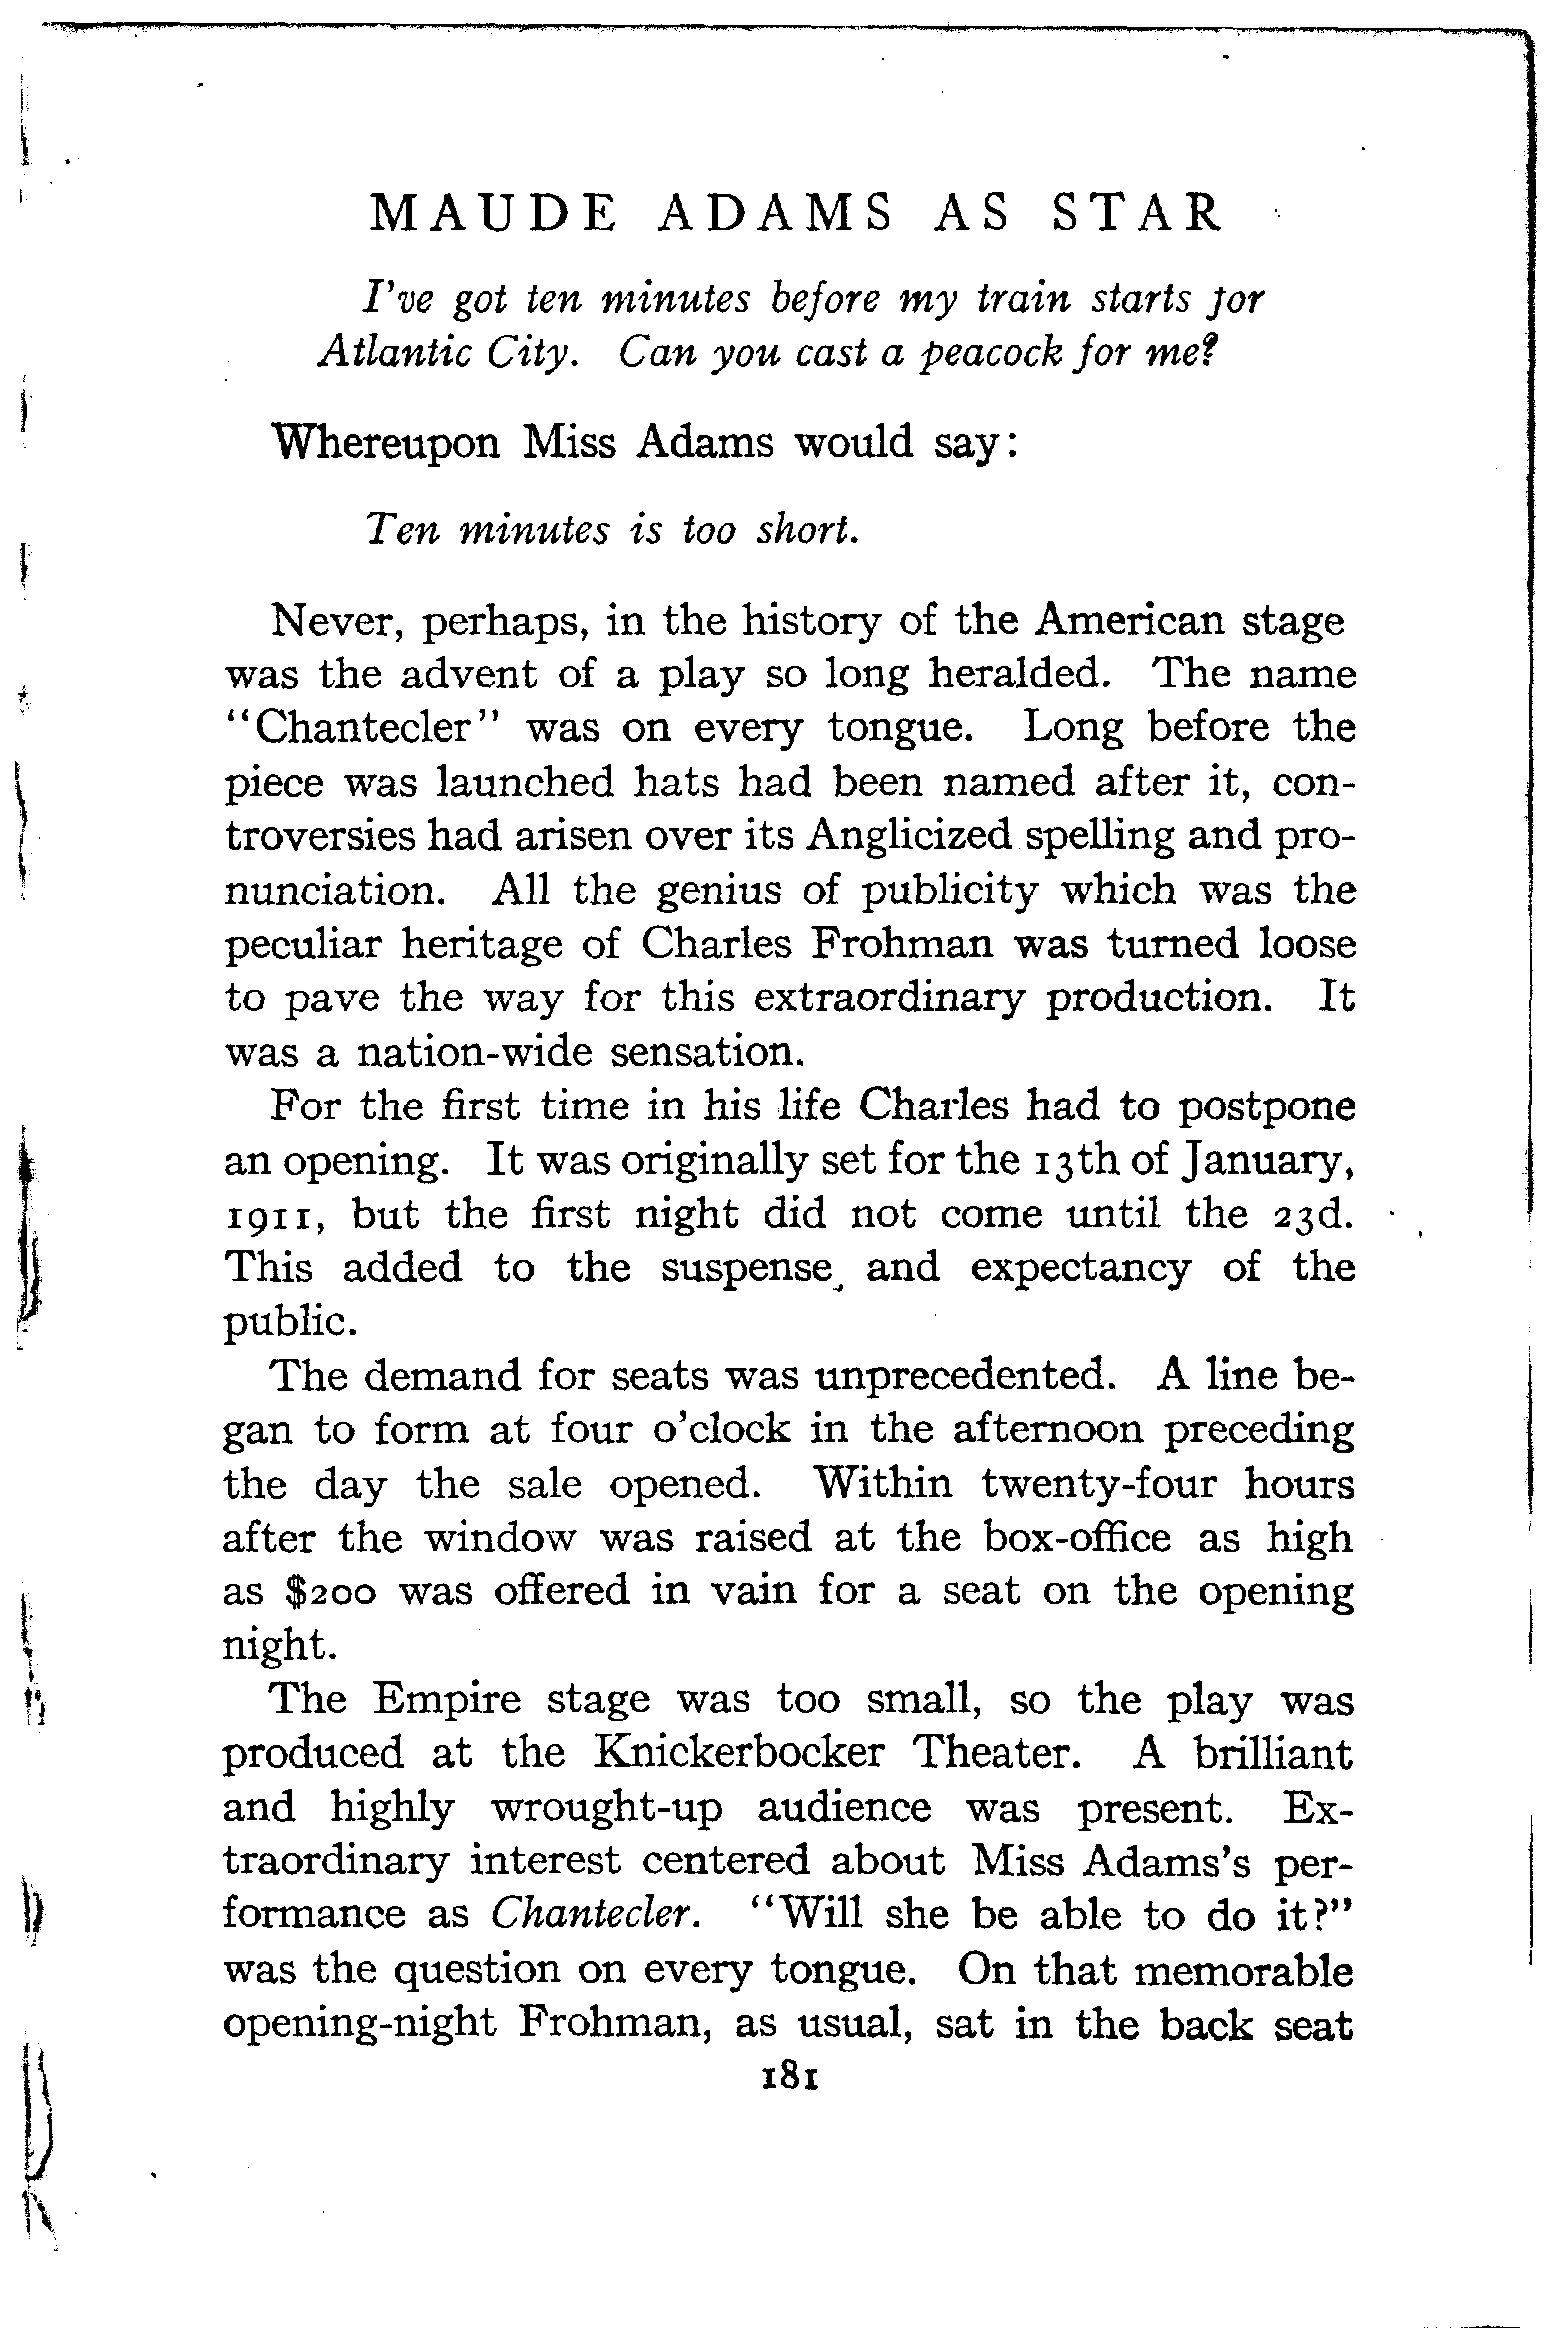 MAUDE ADAMS AS STAR
I've got ten minutes before my train starts for
Atlantic City. Can you cast a peacock for me?
Whereupon Miss Adams would say:
Ten minutes is too short.
Never, perhaps, in the history of the American stage
was the advent of a play so long heralded. The name
"Chantecler" was on every tongue. Long before the
piece was launched hats had been named after it, con-
troversies had arisen over its Anglicized spelling and pro-
nunciation. All the genius of publicity which was the
peculiar heritage of Charles Frohman was turned loose
to pave the way for this extraordinary production. It
was a nation-wide sensation.
For the first time in his life Charles had to postpone
an opening. It was originally set for the 13th of January,
1911, but the first night did not come until the 23d.
This added to the suspense and expectancy of the
public.
The demand for seats was unprecedented. A line be-
gan to form at four o'clock in the afternoon preceding
the day the sale opened. Within twenty-four hours
after the window was raised at the box-office as high
as $200 was offered in vain for a seat on the opening
night.
The Empire stage was too small, so the play was
produced at the Knickerbocker Theater. A brilliant
and highly wrought-up audience was present. Ex-
traordinary interest centered about Miss Adams's per-
formance as Chantecler. "Will she be able to do it?"
was the question on every tongue. On that memorable
opening-night Frohman, as usual, sat in the back seat
181